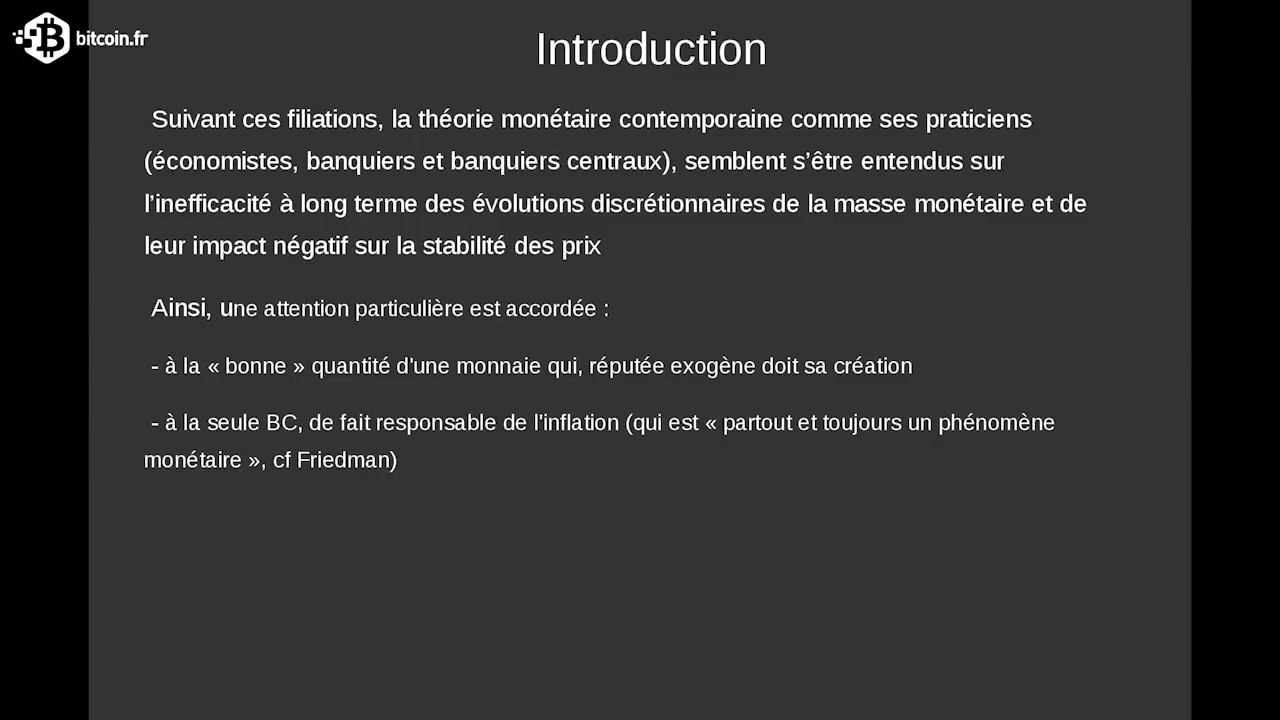 bitcoin.fr
Introduction
Suivant ces filiations, la théorie monétaire contemporaine comme ses praticiens
(économistes, banquiers et banquiers centraux), semblent s’être entendus sur
l’inefficacité à long terme des évolutions discrétionnaires de la masse monétaire et de
leur impact négatif sur la stabilité des prix
Ainsi, une attention particulière est accordée :
- à la « bonne » quantité d'une monnaie qui, réputée exogène doit sa création
- à la seule BC, de fait responsable de l'inflation (qui est « partout et toujours un phénomène
monétaire », cf Friedman)